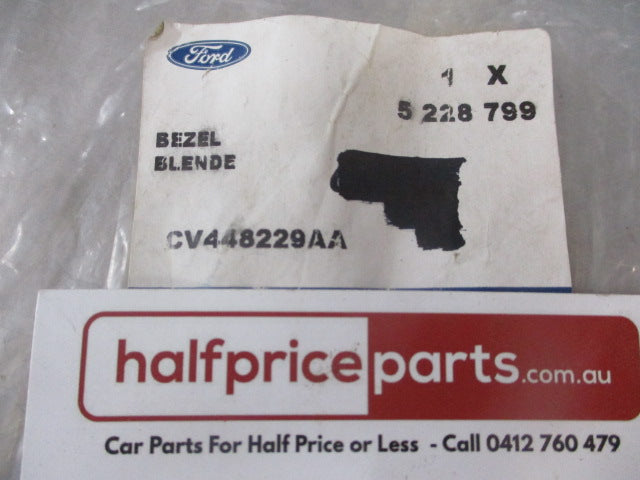 Ford
1 X
5 228 799
BEZEL
BLENDE
CV448229AA
halfpriceparts.com.au
Car Parts For Half Price or Less - Call 0412 760 479